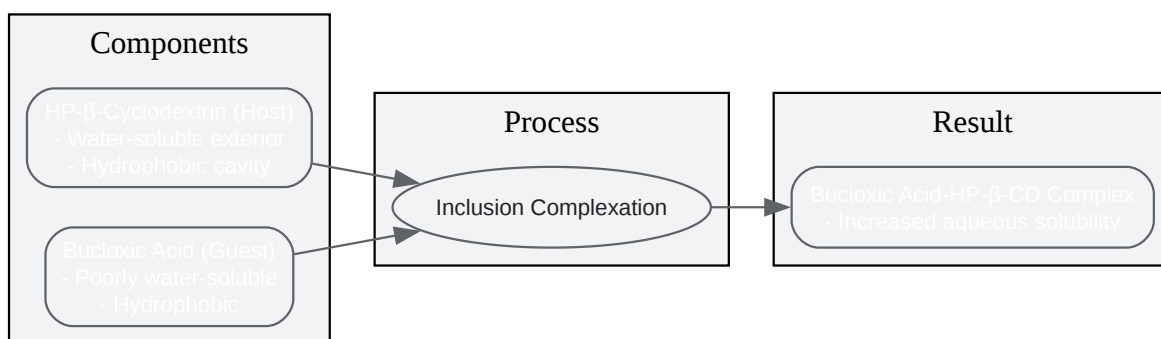 Components
HP-β-Cyclodextrin (Host)
- Water-soluble exterior
- Hydrophobic cavity
Bucloxic Acid (Guest)
- Poorly water-soluble
- Hydrophobic
Process
Inclusion Complexation
Result
Bucloxic Acid-HP-β-CD Complex
- Increased aqueous solubility